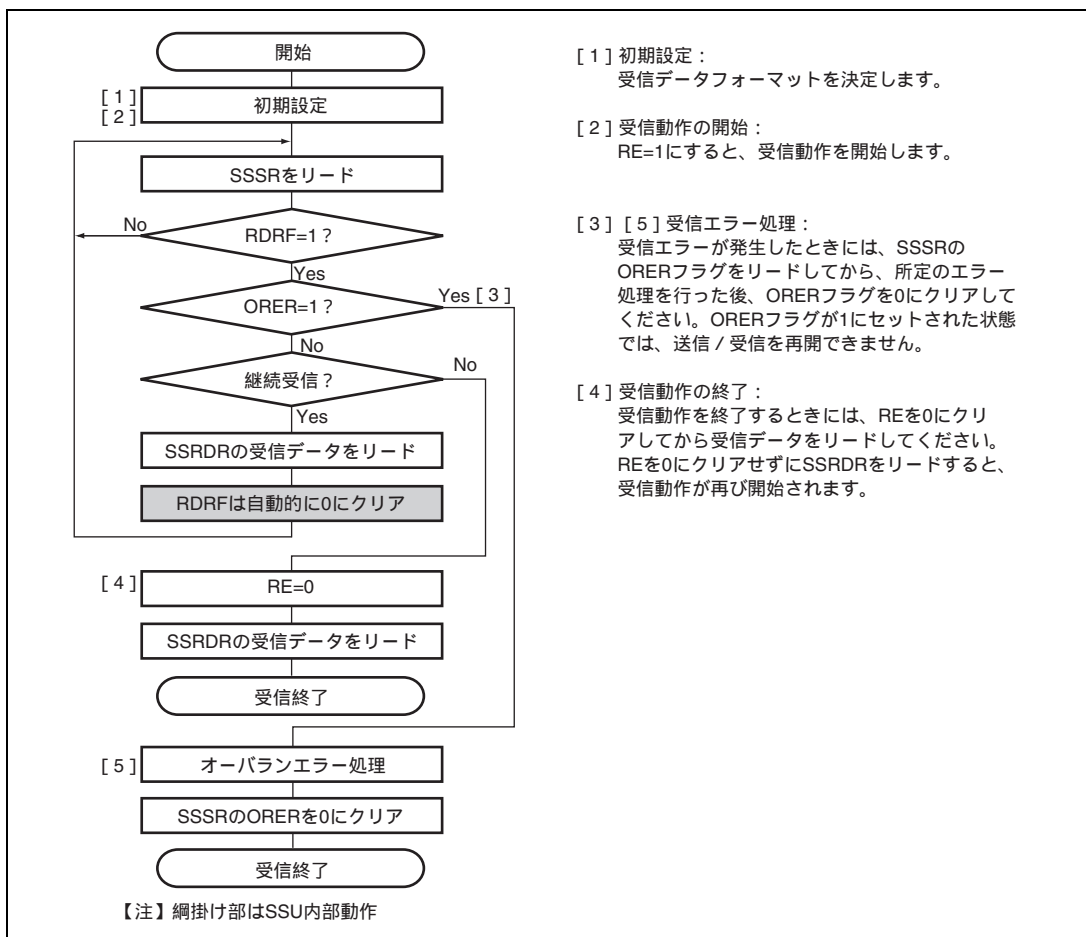 開始
[1]
[2]
初期設定
SSSRをリード
No
RDRF=1？
Yes
ORER=1？
Yes [3]
No
継続受信？
No
Yes
SSRDRの受信データをリード
RDRFは自動的に0にクリア
[4]
RE=0
SSRDRの受信データをリード
受信終了
[5]
オーバランエラー処理
SSSRのORERを0にクリア
受信終了
【注】網掛け部はSSU内部動作
[1] 初期設定：
受信データフォーマットを決定します。
[2] 受信動作の開始：
RE=1にすると、受信動作を開始します。
[3] [5] 受信エラー処理：
受信エラーが発生したときには、SSSRの
ORERフラグをリードしてから、所定のエラー
処理を行った後、ORERフラグを0にクリアして
ください。ORERフラグが1にセットされた状態
では、送信／受信を再開できません。
[4] 受信動作の終了：
受信動作を終了するときには、REを0にクリ
アしてから受信データをリードしてください。
REを0にクリアせずにSSRDRをリードすると、
受信動作が再び開始されます。